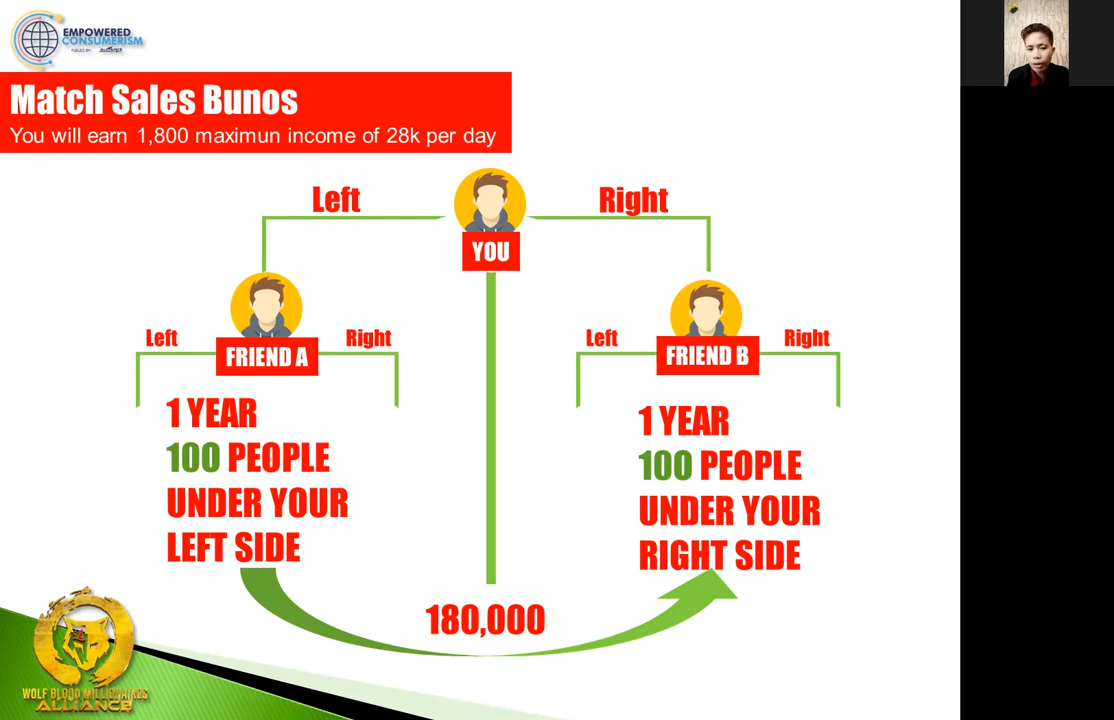 EMPOWERED
CONSUMERISM
FUELED BY:
Match Sales Bunos
You will earn 1,800 maximun income of 28k per day
Left
Right
YOU
Left
Right
Left
Right
FRIEND A
FRIEND B
1 YEAR
100 PEOPLE
UNDER YOUR
LEFT SIDE
1 YEAR
100 PEOPLE
UNDER YOUR
RIGHT SIDE
180,000
WOLF BLOOD MILLIONAIRES
ALLIANCE